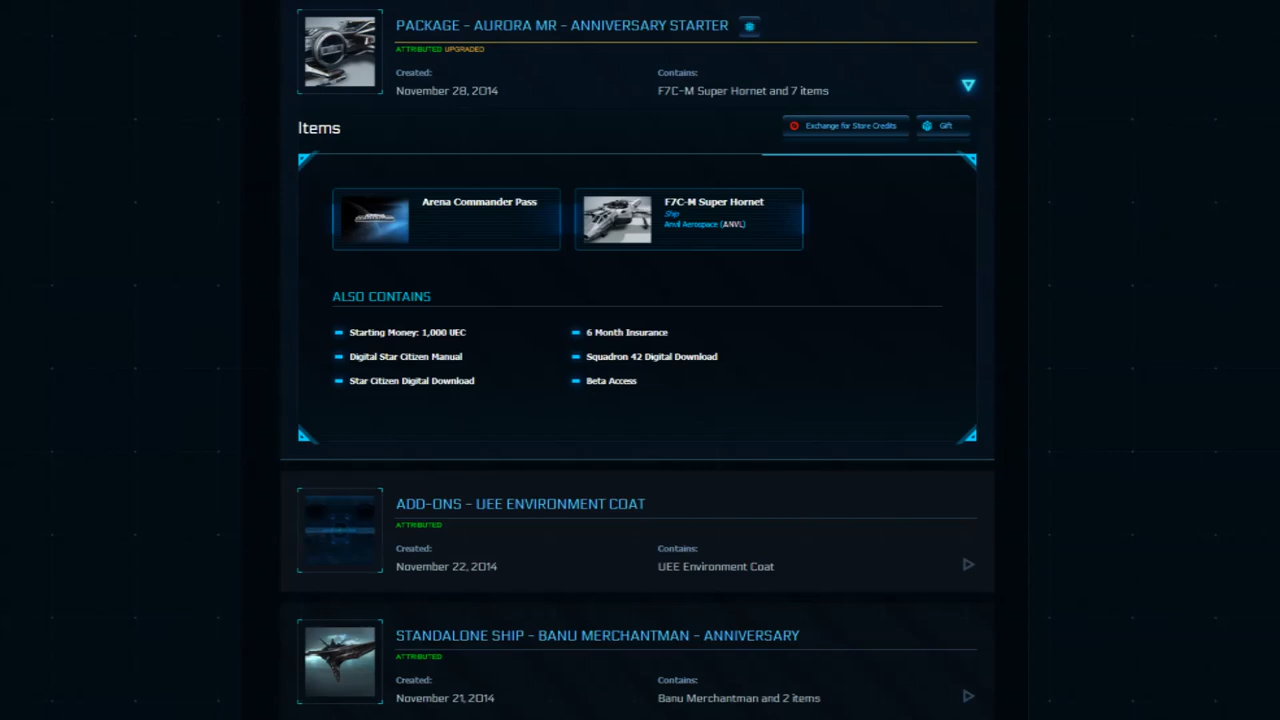 PACKAGE - AURORA MR - ANNIVERSARY STARTER
ATTRIBUTED UPGRADED
Created: Contains:
November 28, 2014 F7C-M Super Hornet and 7 items
Items
Exchange for Store Credits Gift
Arena Commander Pass
F7C-M Super Hornet
Ship
Anvil Aerospace (ANVL)
ALSO CONTAINS
Starting Money: 1,000 UEC 6 Month Insurance
Digital Star Citizen Manual Squadron 42 Digital Download
Star Citizen Digital Download Beta Access
ADD-ONS - UEE ENVIRONMENT COAT
ATTRIBUTED
Created: Contains:
November 22, 2014 UEE Environment Coat
STANDALONE SHIP - BANU MERCHANTMAN - ANNIVERSARY
ATTRIBUTED
Created: Contains:
November 21, 2014 Banu Merchantman and 2 items